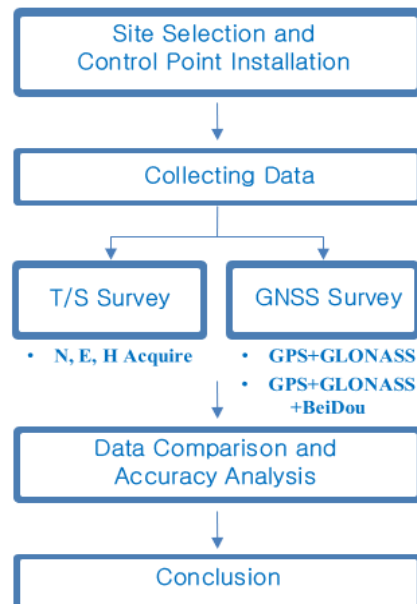 Site Selection and
Control Point Installation
Collecting Data
T/S Survey
GNSS Survey
• N, E, H Acquire
• GPS+GLONASS
• GPS+GLONASS
+BeiDou
Data Comparison and
Accuracy Analysis
Conclusion